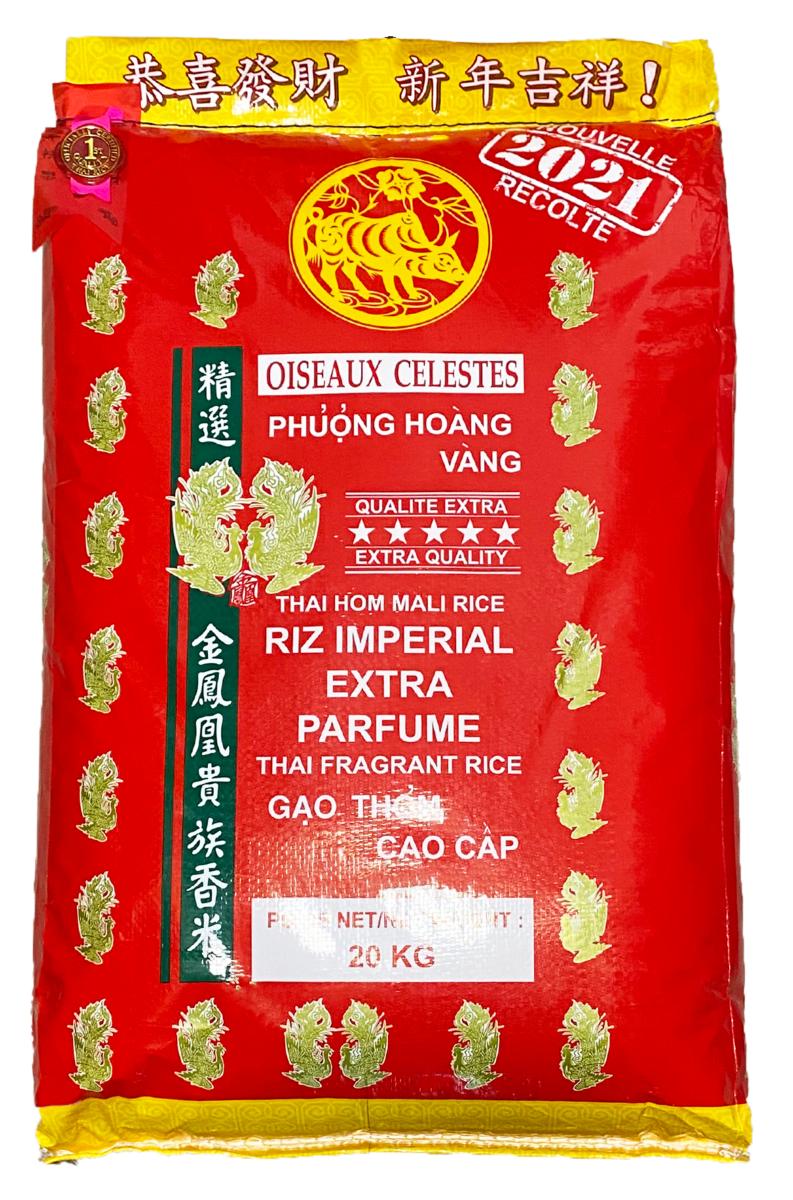 恭喜發財 新年吉祥！
NOUVELLE
2021
RECOLTE
1ST
精選
金鳳凰貴族香米
OISEAUX CELESTES
PHƯỢNG HOÀNG
VÀNG
QUALITE EXTRA
★★★★★
EXTRA QUALITY
THAI HOM MALI RICE
RIZ IMPERIAL
EXTRA
PARFUME
THAI FRAGRANT RICE
GẠO THƠM
CAO CẤP
20 KG